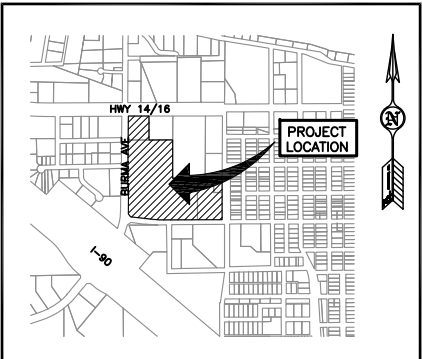 HWY 14/16
BURMA AVE
PROJECT
LOCATION
I-90
N